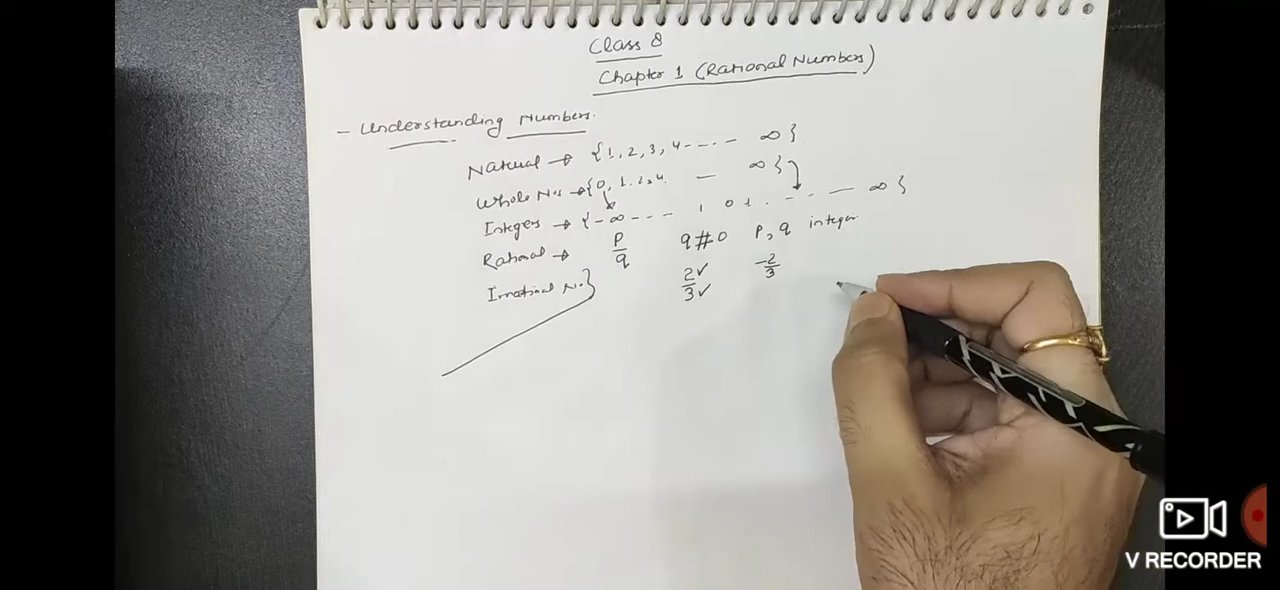 Class 8
Chapter 1 (Rational Numbers)
- Understanding Numbers.
Natural → {1, 2, 3, 4 - - - - ∞}
Whole No's → {0, 1, 2, 4. — ∞}
Integers → {-∞ - - - - 1 0 1 . - . . — ∞}
Rational → p/q q ≠ 0 p, q integer
Irrational No.} 2✓/3✓ -2/3
V RECORDER